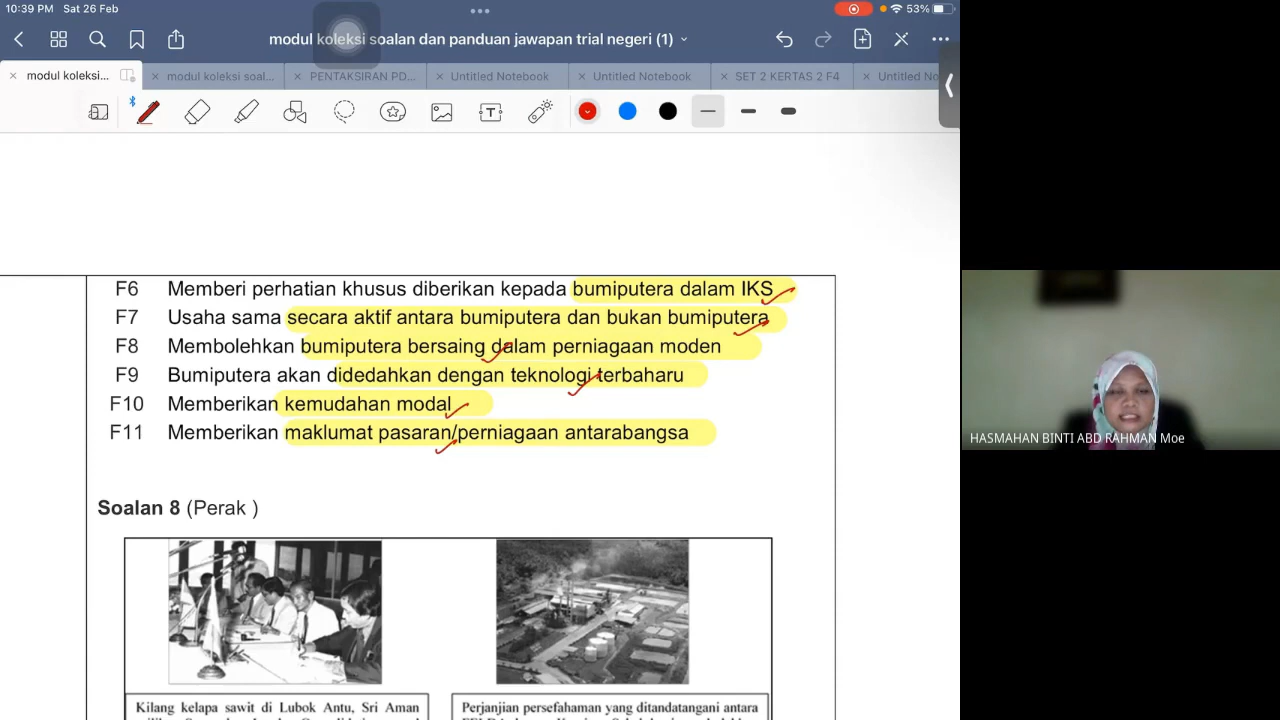 10:39 PM Sat 26 Feb
53%
modul koleksi soalan dan panduan jawapan trial negeri (1)
modul koleksi...
modul koleksi soal...
PENTAKSIRAN PD...
Untitled Notebook
Untitled Notebook
SET 2 KERTAS 2 F4
Untitled No
F6 Memberi perhatian khusus diberikan kepada bumiputera dalam IKS
F7 Usaha sama secara aktif antara bumiputera dan bukan bumiputera
F8 Membolehkan bumiputera bersaing dalam perniagaan moden
F9 Bumiputera akan didedahkan dengan teknologi terbaharu
F10 Memberikan kemudahan modal
F11 Memberikan maklumat pasaran/perniagaan antarabangsa
Soalan 8 (Perak )
Kilang kelapa sawit di Lubok Antu, Sri Aman
Perjanjian persefahaman yang ditandatangani antara
HASMAHAN BINTI ABD RAHMAN Moe